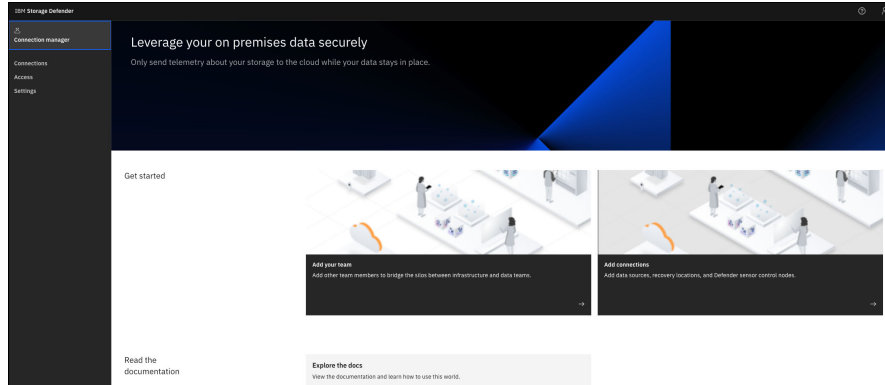 IBM Storage Defender
Connection manager
Connections
Access
Settings
Leverage your on premises data securely
Only send telemetry about your storage to the cloud while your data stays in place.
Get started
Add your team
Add other team members to bridge the silos between infrastructure and data teams.
Add connections
Add data sources, recovery locations, and Defender sensor control nodes.
Read the
documentation
Explore the docs
View the documentation and learn how to use this world.